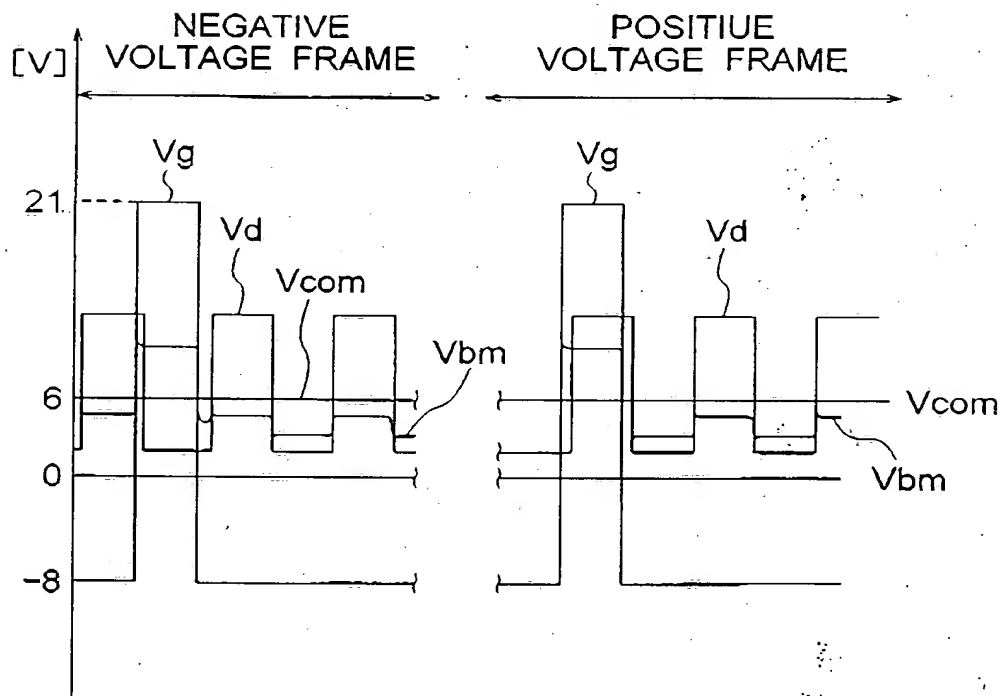 NEGATIVE
VOLTAGE FRAME
POSITIUE
VOLTAGE FRAME
[V]
Vg
Vg
21
Vd
Vd
Vcom
Vbm
6
Vcom
0
Vbm
-8